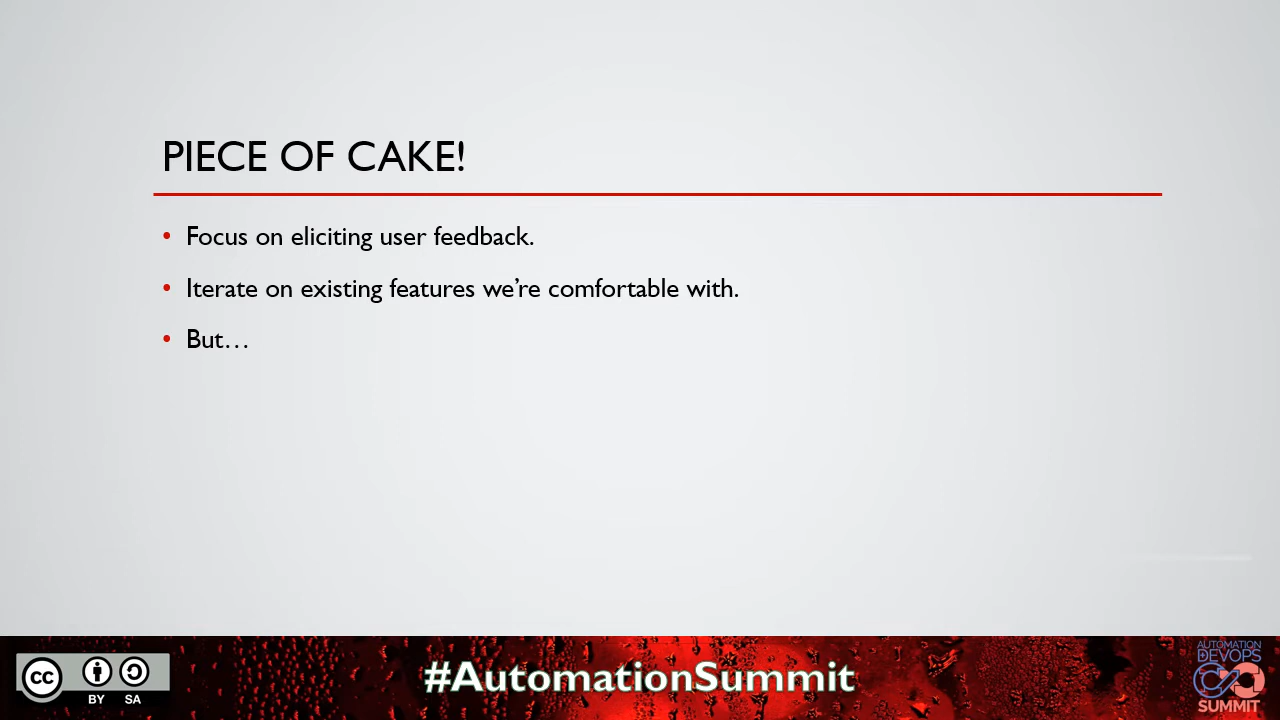 PIECE OF CAKE!
• Focus on eliciting user feedback.
• Iterate on existing features we’re comfortable with.
• But…
cc
BY SA
#AutomationSummit
AUTOMATION
DEVOPS
SUMMIT